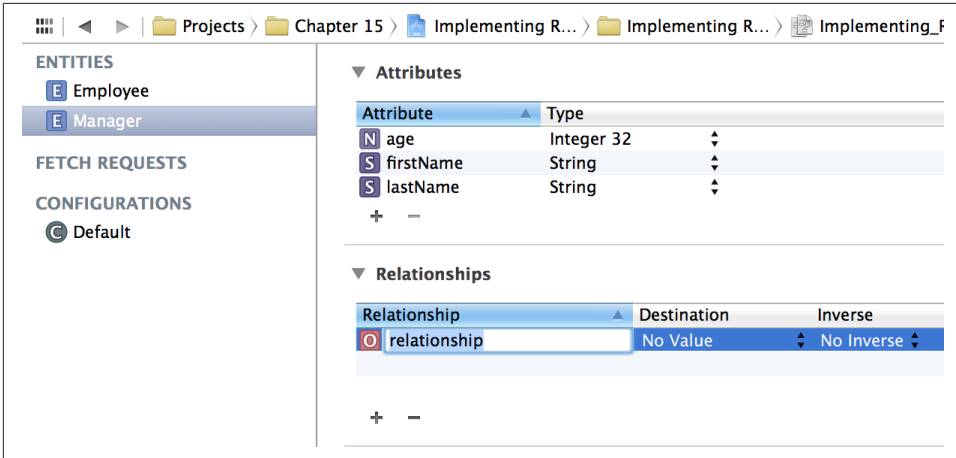 Projects Chapter 15 Implementing R... Implementing R... Implementing_R
ENTITIES
E Employee
E Manager
FETCH REQUESTS
CONFIGURATIONS
C Default
Attributes
Attribute Type
N age Integer 32
S firstName String
S lastName String
+ −
Relationships
Relationship Destination Inverse
O relationship No Value No Inverse
+ −